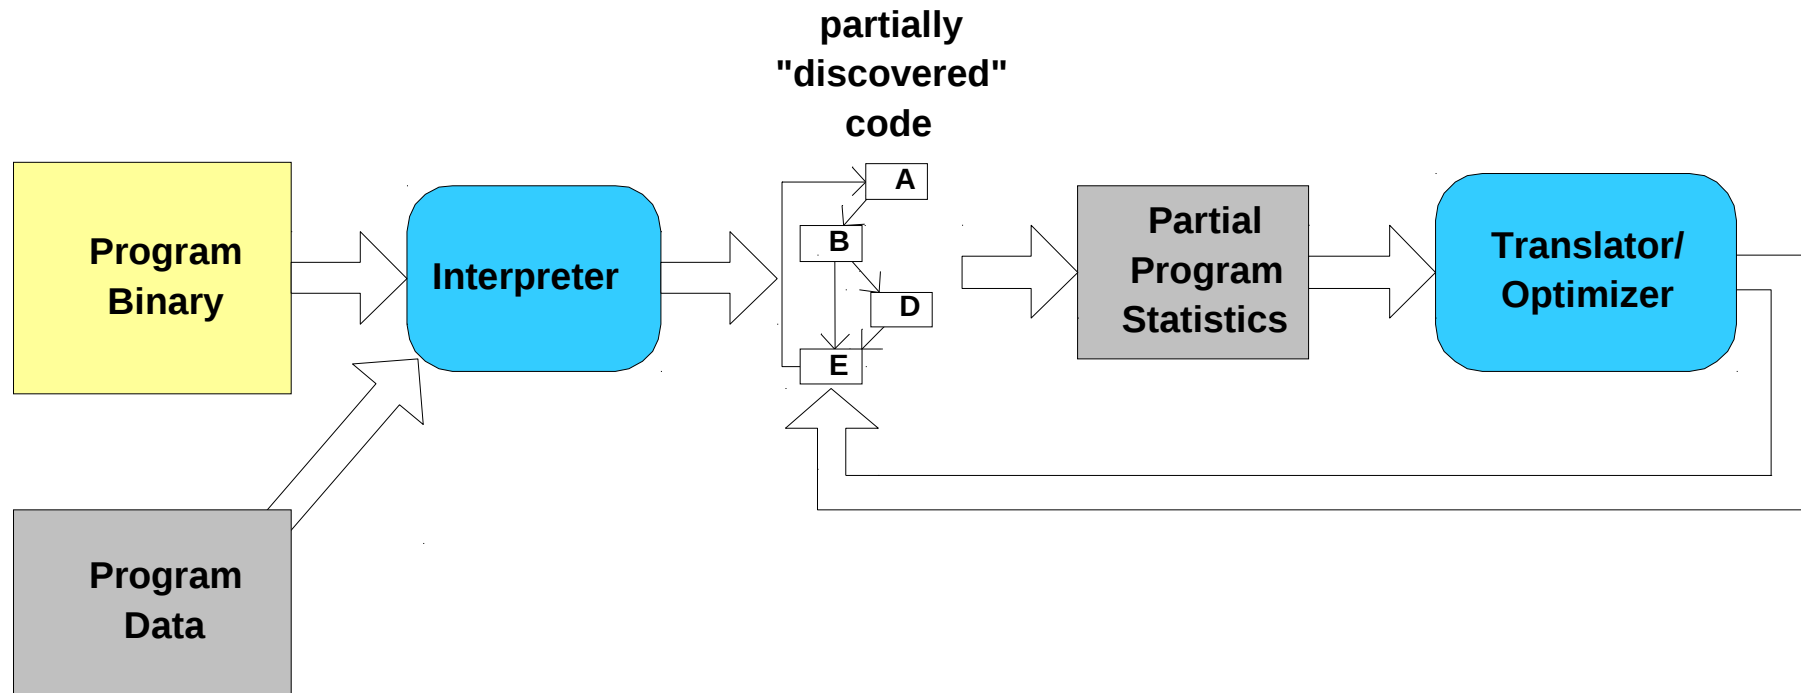 partially
"discovered"
code
Program
Binary
Interpreter
A
B
D
E
Partial
Program
Statistics
Translator/
Optimizer
Program
Data